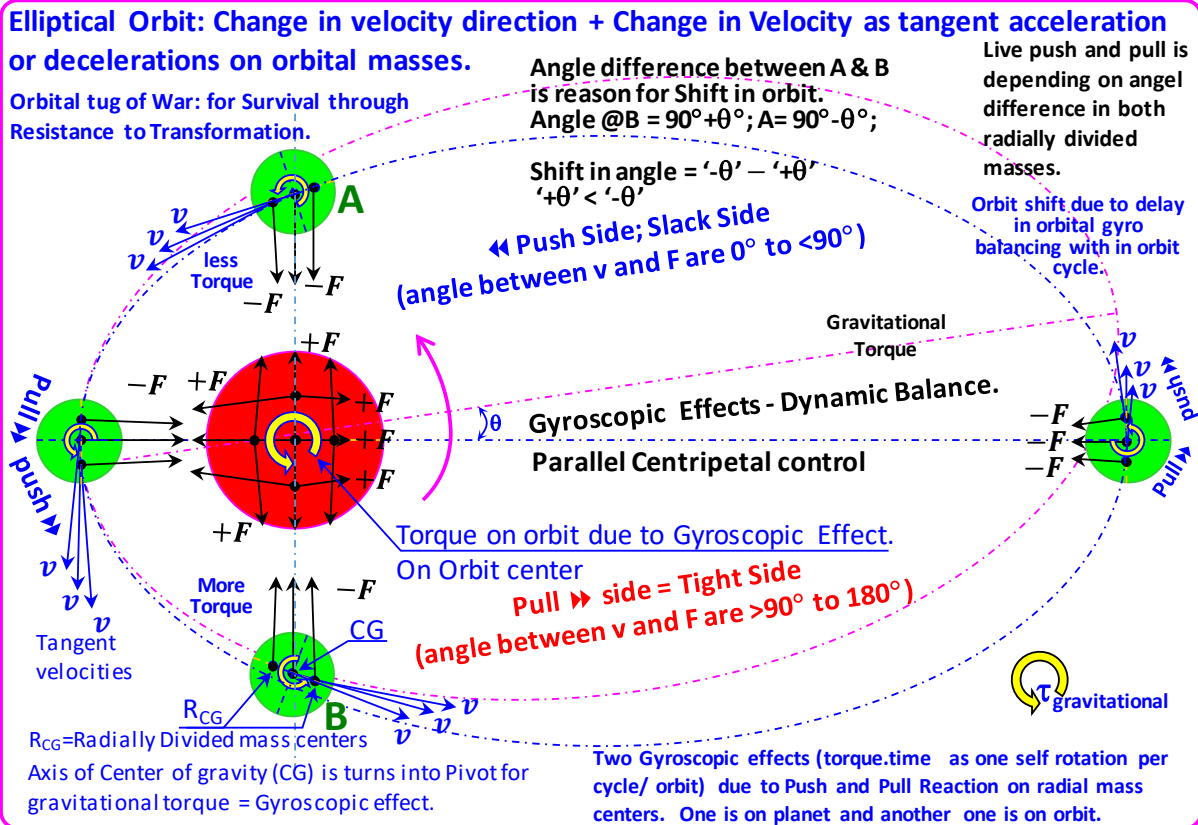 Elliptical Orbit: Change in velocity direction + Change in Velocity as tangent acceleration
or decelerations on orbital masses.
Orbital tug of War: for Survival through
Resistance to Transformation.
Angle difference between A & B
is reason for Shift in orbit.
Angle @B = 90°+θ°; A= 90°-θ°;
Shift in angle = ‘-θ’ – ‘+θ’
‘+θ’ < ‘-θ’
Live push and pull is
depending on angel
difference in both
radially divided
masses.
Orbit shift due to delay
in orbital gyro
balancing with in orbit
cycle.
A
v
v
v
less
Torque
−F
−F
Push Side; Slack Side
(angle between v and F are 0° to <90°)
Gravitational
Torque
+F
−F
+F
+F
+F
+F
+F
Pull
push
θ
Gyroscopic Effects - Dynamic Balance.
Parallel Centripetal control
v
v
v
push
Pull
−F
−F
−F
Torque on orbit due to Gyroscopic Effect.
On Orbit center
v
v
v
Tangent
velocities
More
Torque
−F
CG
Pull side = Tight Side
(angle between v and F are >90° to 180°)
RCG
B
v
v
v
τgravitational
RCG=Radially Divided mass centers
Axis of Center of gravity (CG) is turns into Pivot for
gravitational torque = Gyroscopic effect.
Two Gyroscopic effects (torque.time as one self rotation per
cycle/ orbit) due to Push and Pull Reaction on radial mass
centers. One is on planet and another one is on orbit.